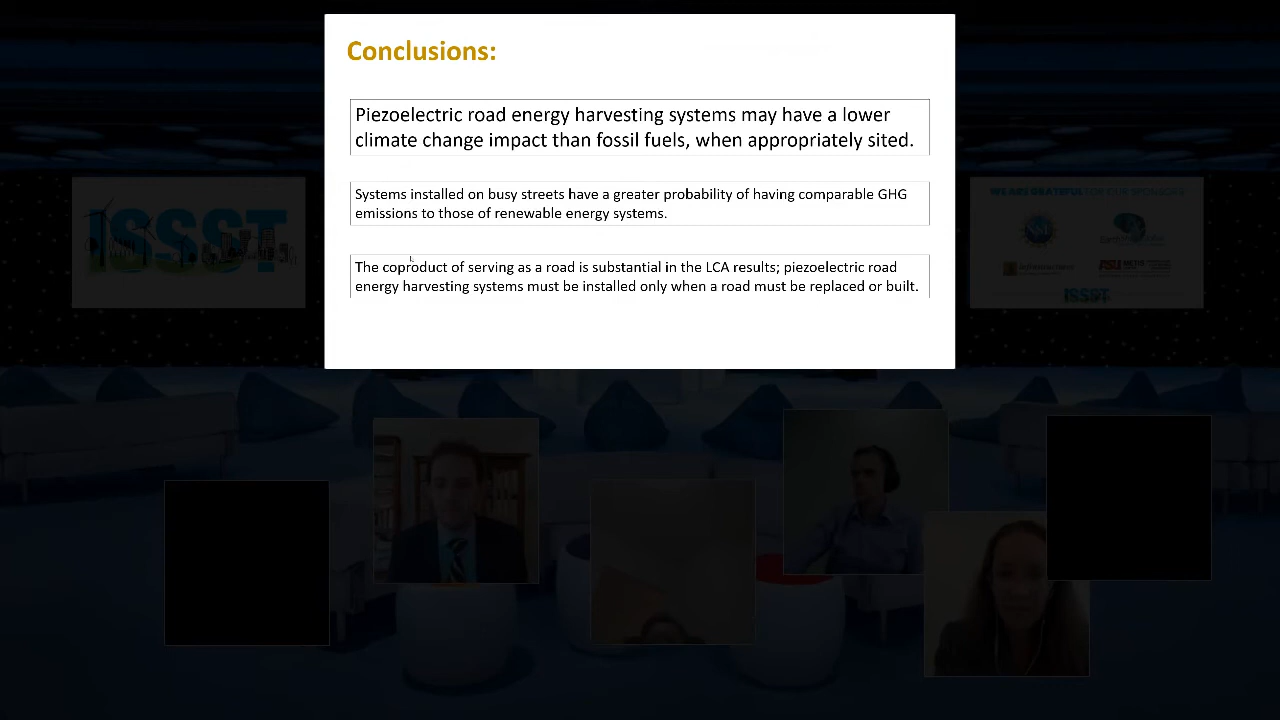 Conclusions:
Piezoelectric road energy harvesting systems may have a lower
climate change impact than fossil fuels, when appropriately sited.
Systems installed on busy streets have a greater probability of having comparable GHG
emissions to those of renewable energy systems.
The coproduct of serving as a road is substantial in the LCA results; piezoelectric road
energy harvesting systems must be installed only when a road must be replaced or built.
ISSST
WE ARE GRATEFUL FOR OUR SPONSORS
ISSST